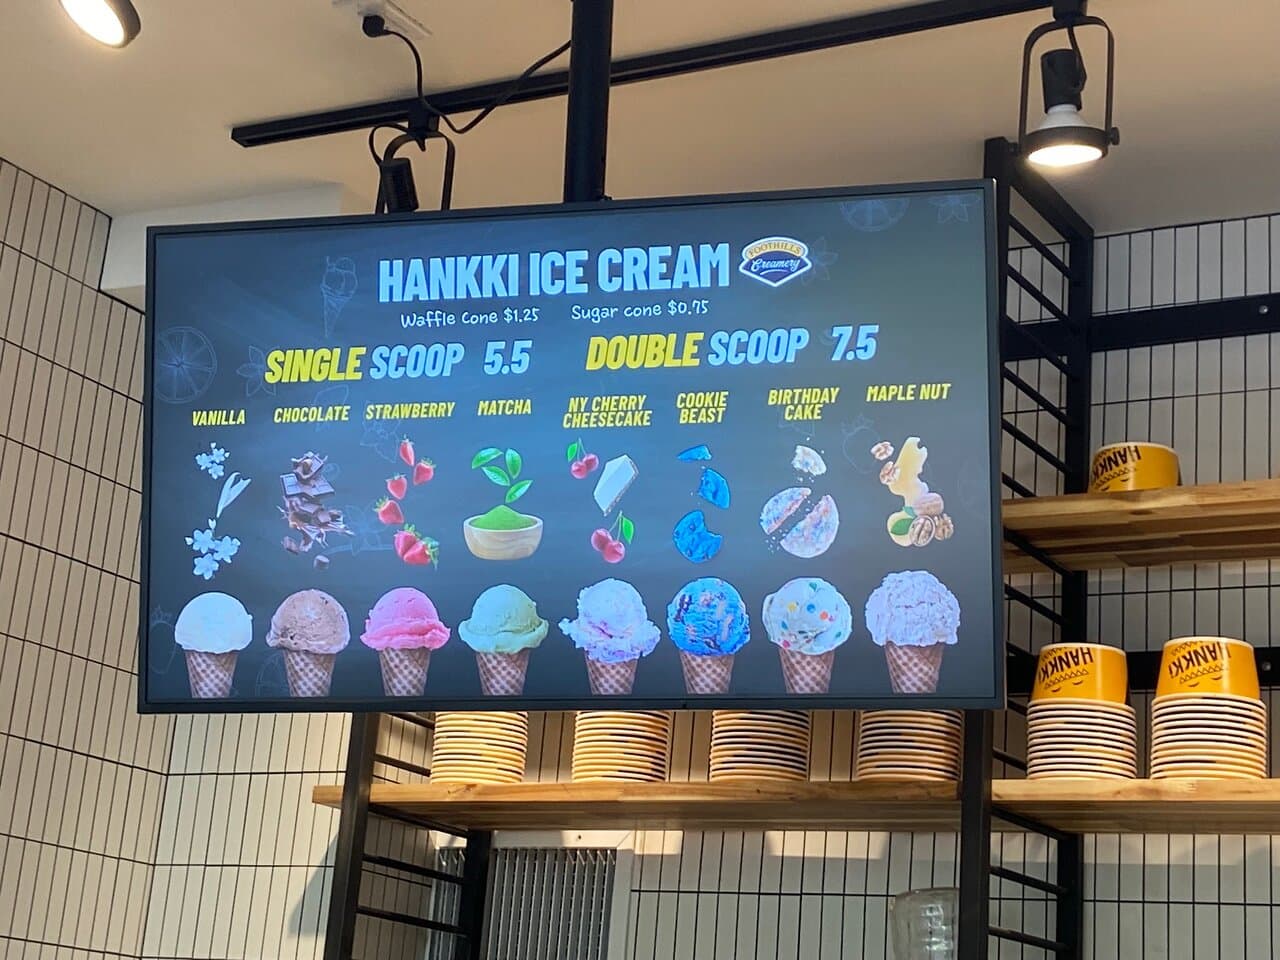 HANKKI ICE CREAM
FOOTHILLS
Creamery
Waffle Cone $1.25 Sugar cone $0.75
SINGLE SCOOP 5.5 DOUBLE SCOOP 7.5
VANILLA
CHOCOLATE
STRAWBERRY
MATCHA
NY CHERRY
CHEESECAKE
COOKIE
BEAST
BIRTHDAY
CAKE
MAPLE NUT
HANKKI
HANKKI
HANKKI